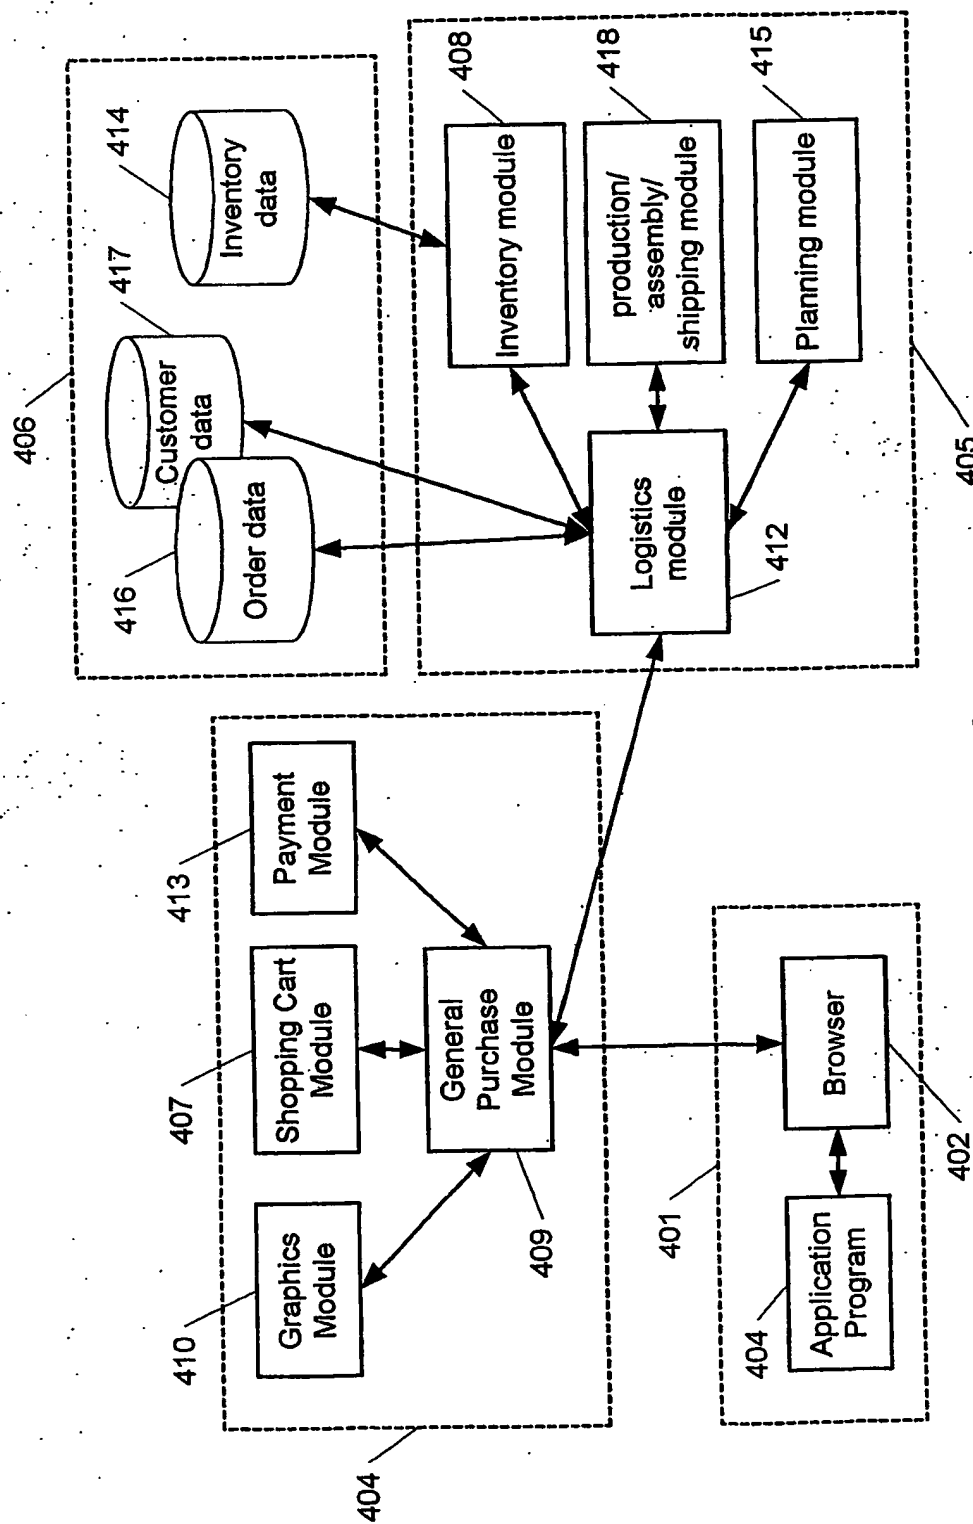 406
416
417
414
Order data
Customer
data
Inventory
data
404
410
407
413
Graphics
Module
Shopping Cart
Module
Payment
Module
General
Purchase
Module
409
408
418
415
Inventory module
production/
assembly/
shipping module
Planning module
Logistics
module
412
405
401
404
Application
Program
Browser
402